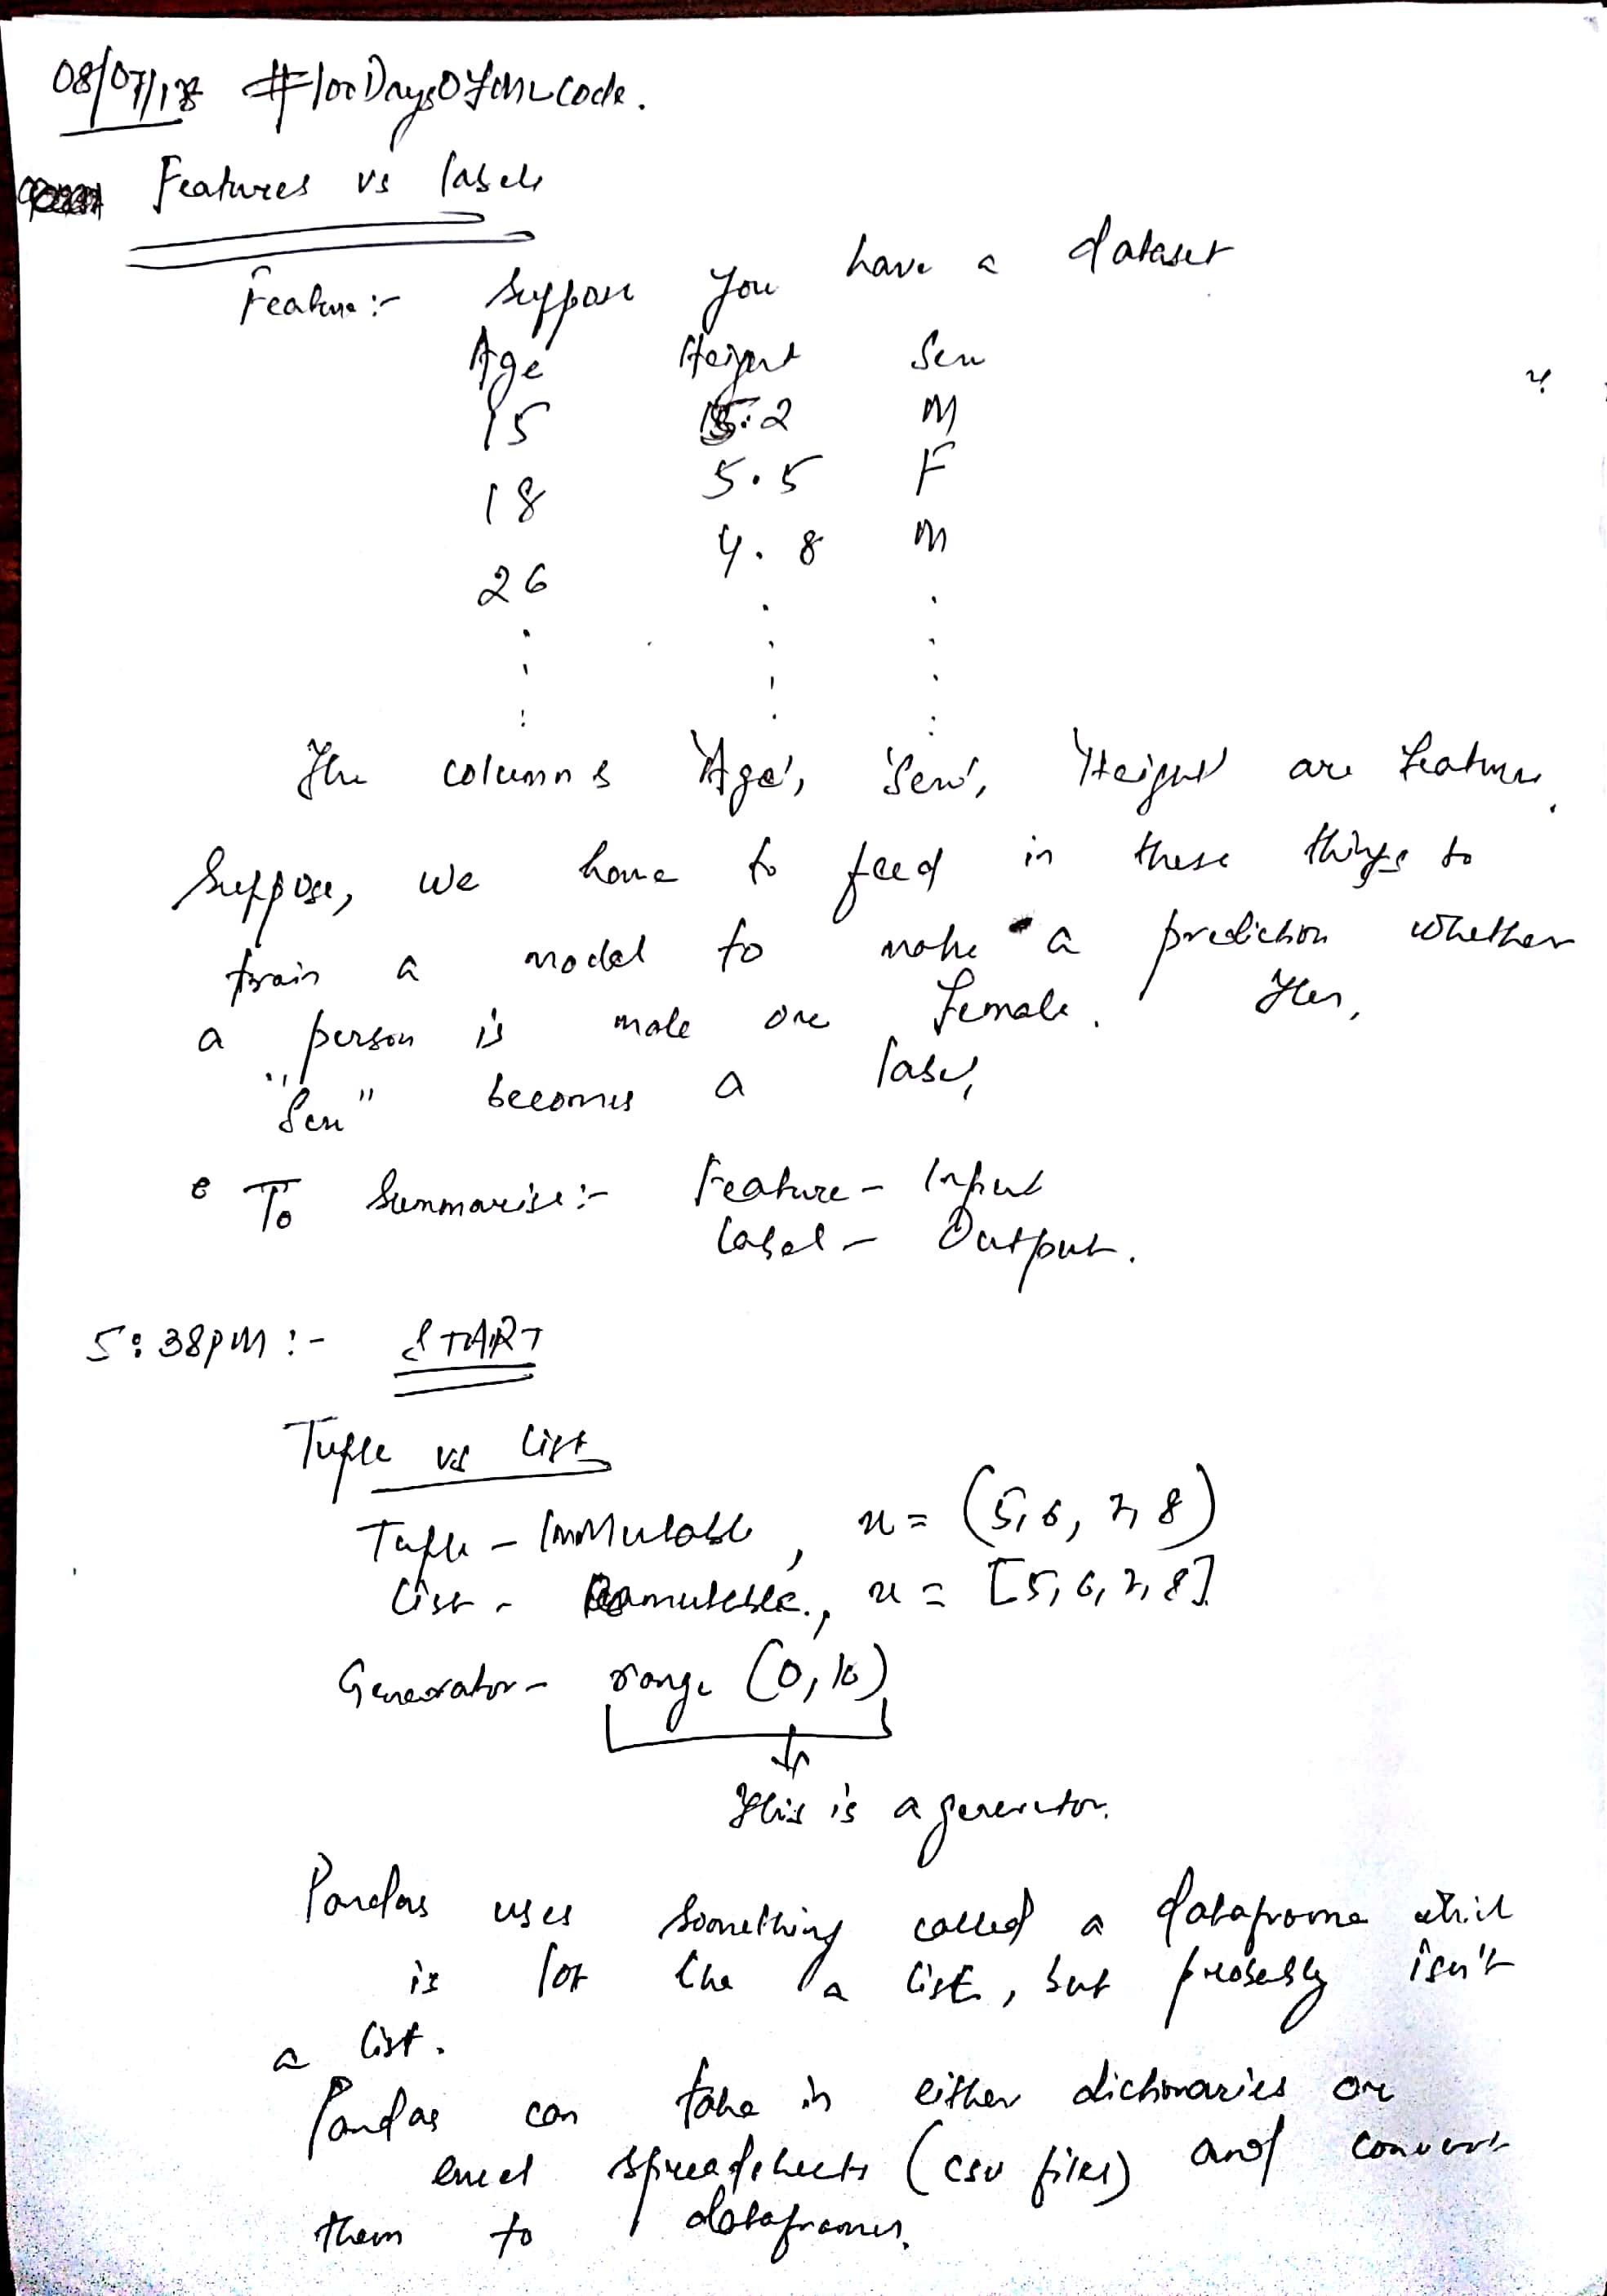 08/07/18 #100DaysOfMLCode.
Features vs labels
Feature:- Suppose you have a dataset
Age Height Sex
15 5.2 M
18 5.5 F
26 4.8 M
The columns 'Age', 'Sex', 'Height' are features.
Suppose, we have to feed in these things to
train a model to make a prediction whether
a person is male or female. Then,
"Sex" becomes a label,
To Summarise:- Feature - Input
Label - Output.
5:38PM :- START
Tuple vs List
Tuple - ImMutable, x = (5,6,7,8)
List - mutable., x = [5,6,7,8]
Generator - range (0,10)
This is a generator.
Pandas uses something called a dataframe which
is lot like a list, but probably isn't
a list.
Pandas can take in either dictionaries or
excel spreadsheets (csv files) and convert
them to dataframes.